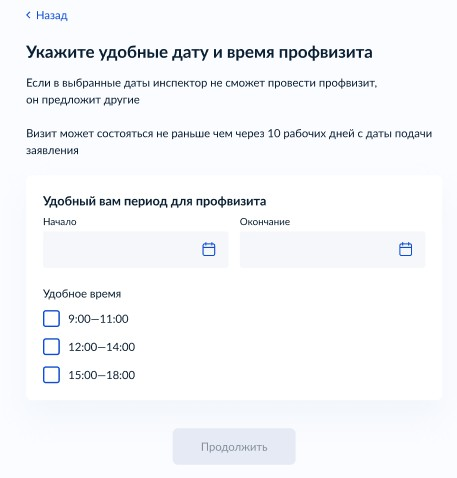 Назад
Укажите удобные дату и время профвизита
Если в выбранные даты инспектор не сможет провести профвизит,
он предложит другие
Визит может состояться не раньше чем через 10 рабочих дней с даты подачи
заявления
Удобный вам период для профвизита
Начало
Окончание
Удобное время
9:00—11:00
12:00—14:00
15:00—18:00
Продолжить